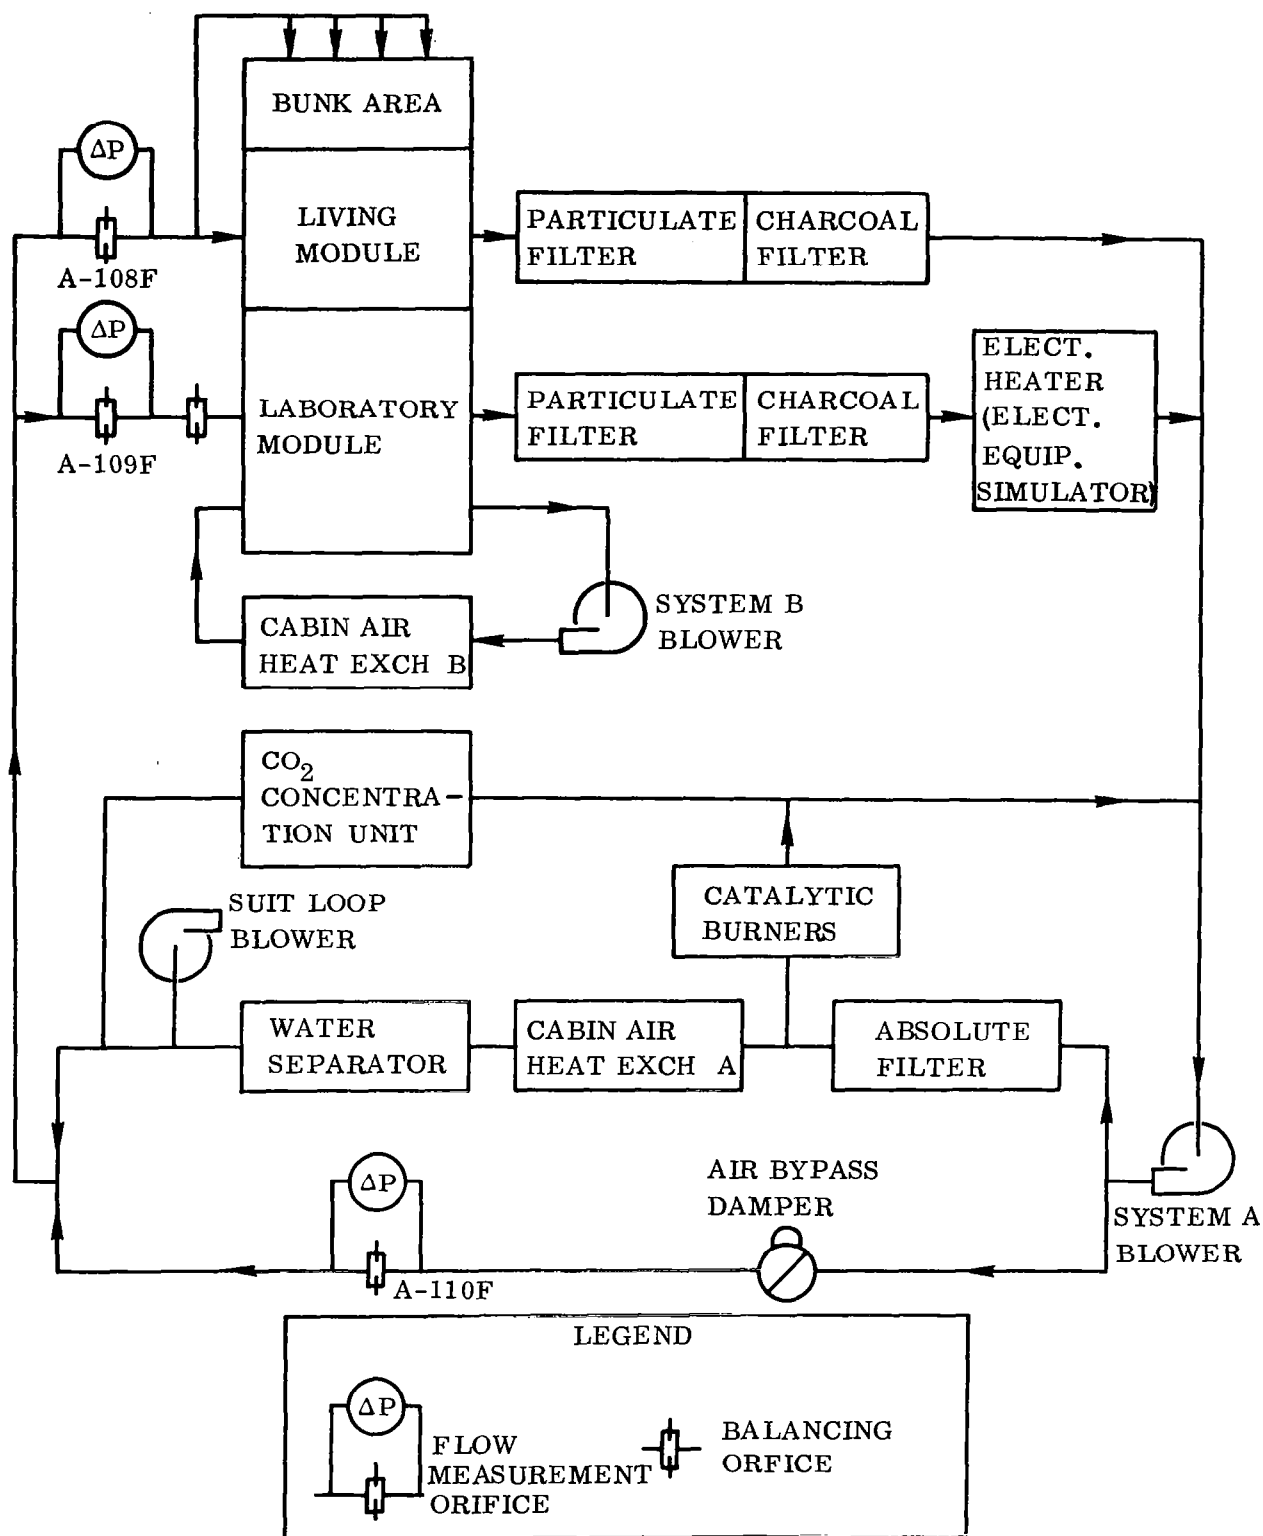 BUNK AREA
ΔP
LIVING
MODULE
PARTICULATE
FILTER
CHARCOAL
FILTER
A-108F
ΔP
LABORATORY
MODULE
PARTICULATE
FILTER
CHARCOAL
FILTER
ELECT.
HEATER
(ELECT.
EQUIP.
SIMULATOR)
A-109F
CABIN AIR
HEAT EXCH B
SYSTEM B
BLOWER
CO2
CONCENTRA-
TION UNIT
SUIT LOOP
BLOWER
CATALYTIC
BURNERS
WATER
SEPARATOR
CABIN AIR
HEAT EXCH A
ABSOLUTE
FILTER
ΔP
AIR BYPASS
DAMPER
SYSTEM A
BLOWER
A-110F
LEGEND
ΔP
FLOW
MEASUREMENT
ORIFICE
BALANCING
ORFICE